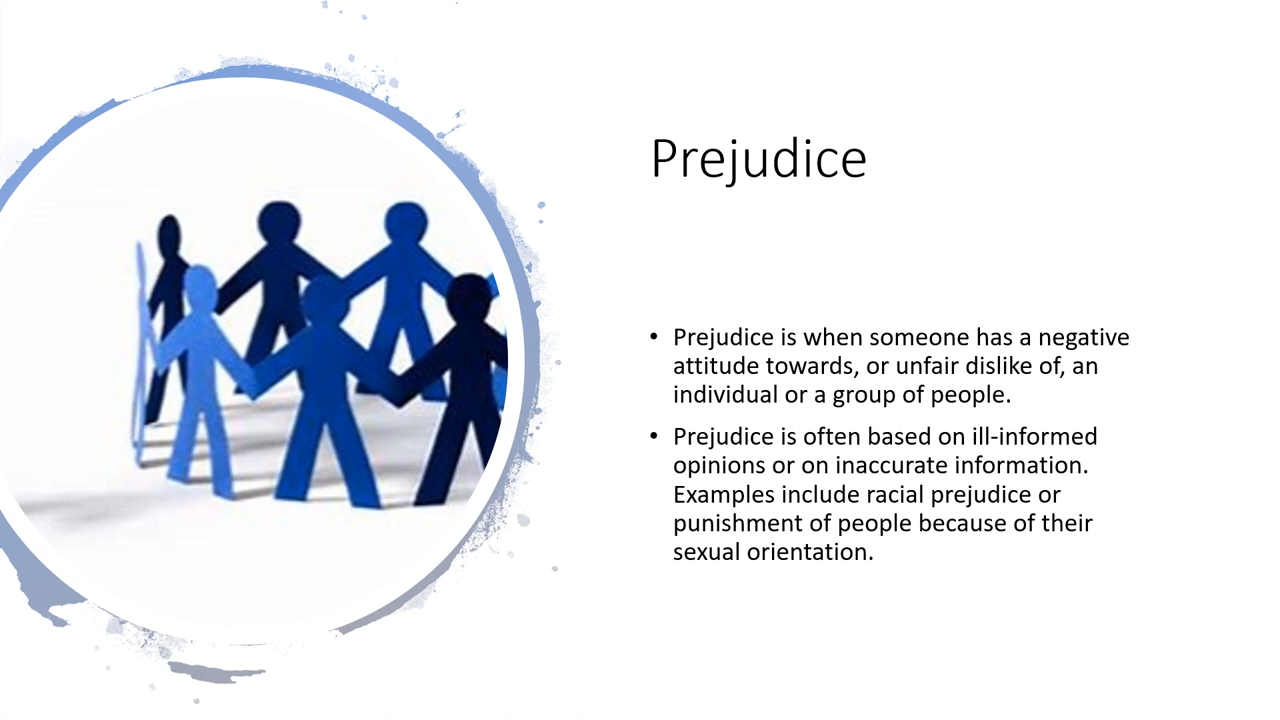 Prejudice
• Prejudice is when someone has a negative
attitude towards, or unfair dislike of, an
individual or a group of people.
• Prejudice is often based on ill-informed
opinions or on inaccurate information.
Examples include racial prejudice or
punishment of people because of their
sexual orientation.